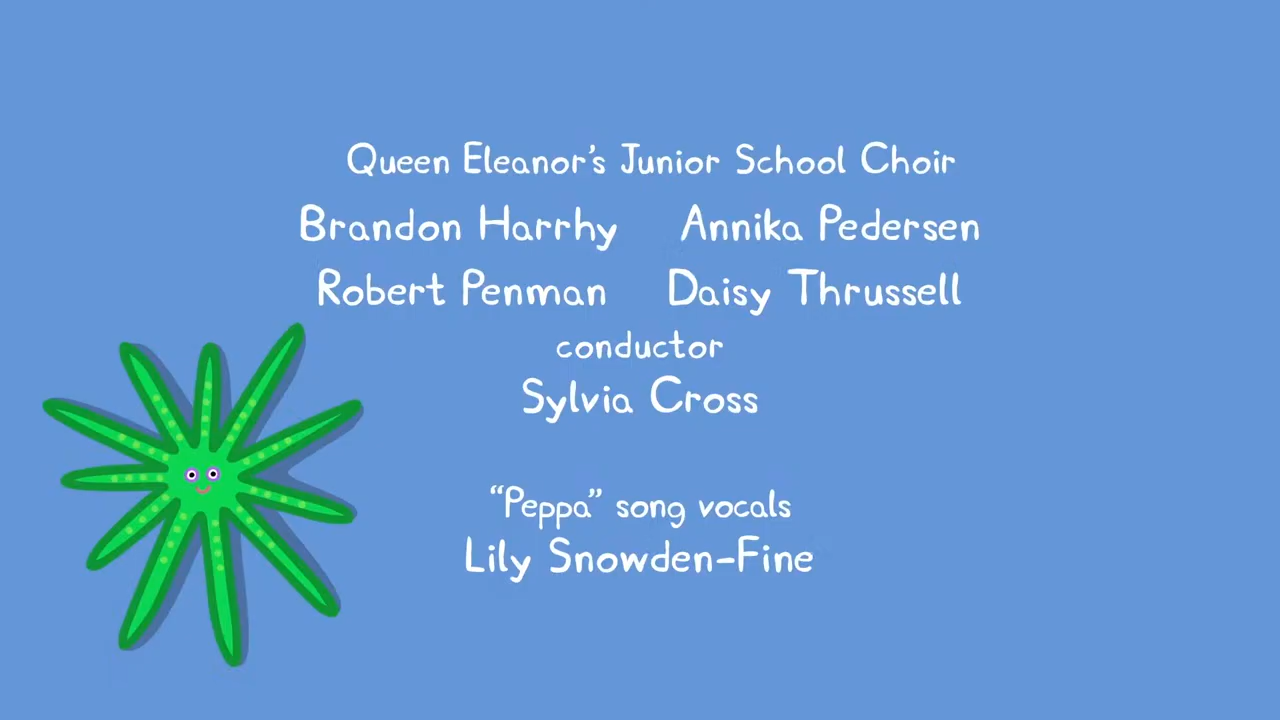 Queen Eleanor's Junior School Choir
Brandon Harrhy Annika Pedersen
Robert Penman Daisy Thrussell
conductor
Sylvia Cross
“Peppa” song vocals
Lily Snowden-Fine